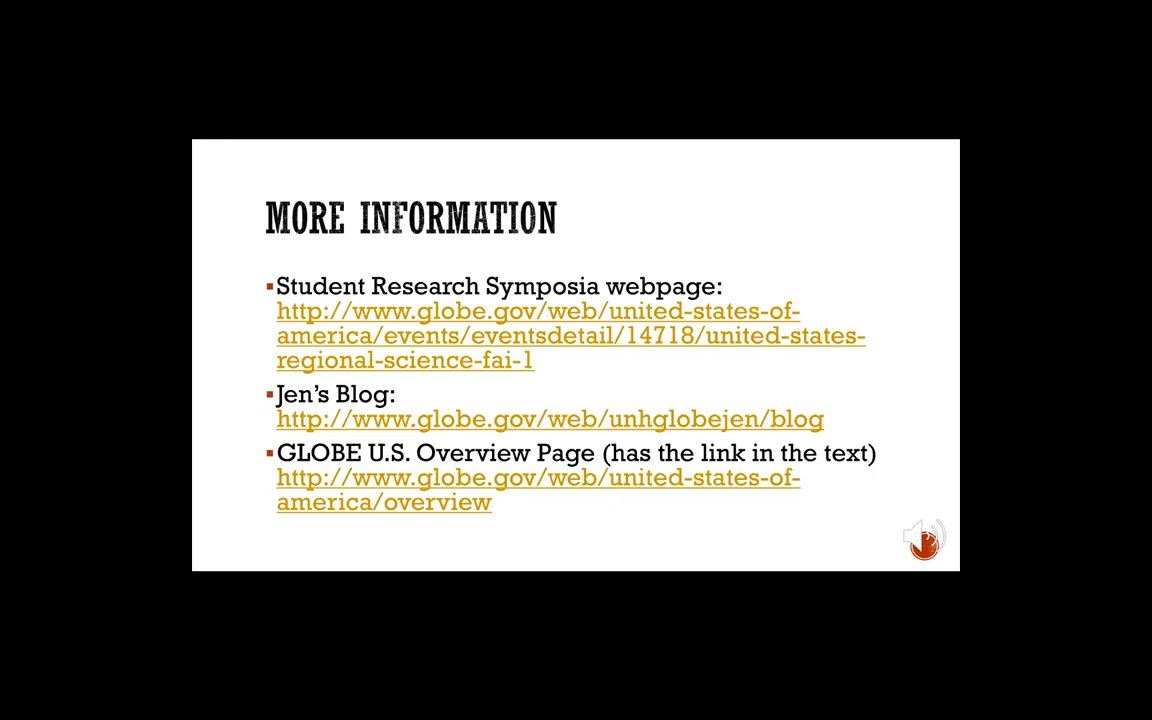 MORE INFORMATION
▪Student Research Symposia webpage:
http://www.globe.gov/web/united-states-of-
america/events/eventsdetail/14718/united-states-
regional-science-fai-1
▪Jen’s Blog:
http://www.globe.gov/web/unhglobejen/blog
▪GLOBE U.S. Overview Page (has the link in the text)
http://www.globe.gov/web/united-states-of-
america/overview